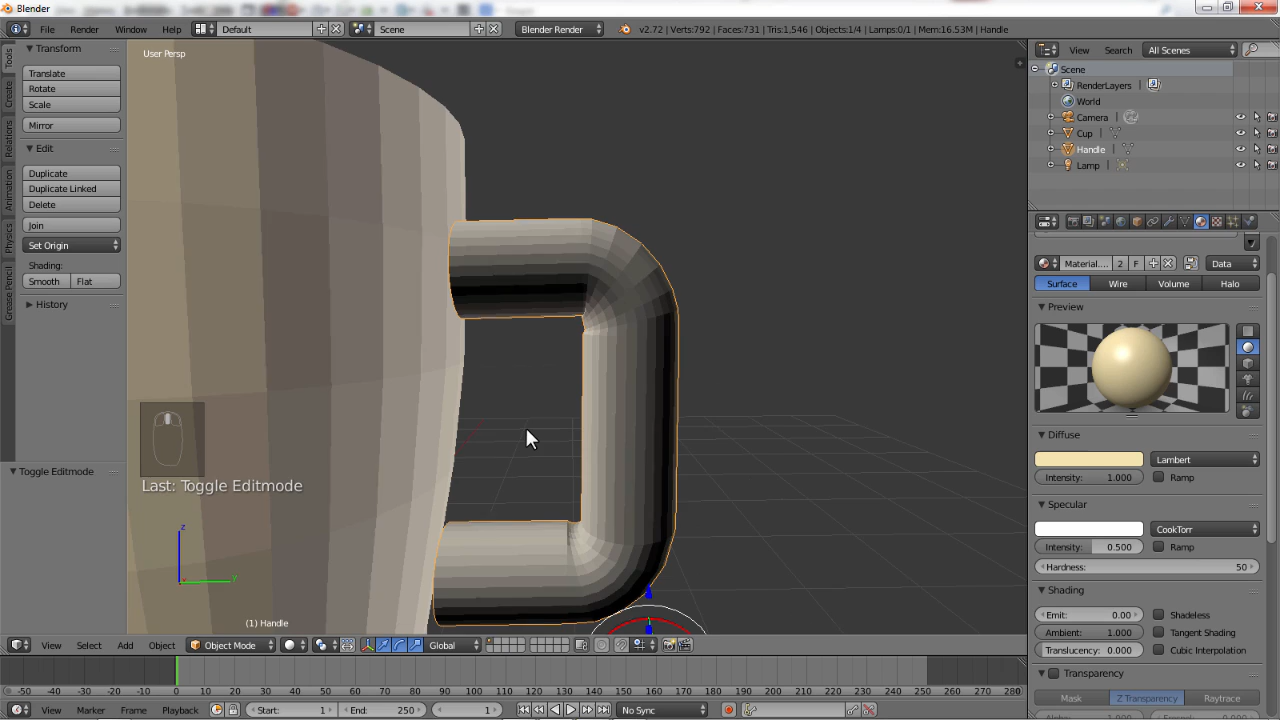 Blender
File Render Window Help Default Scene Blender Render v2.72 | Verts:792 | Faces:731 | Tris:1,546 | Objects:1/4 | Lamps:0/1 | Mem:16.53M | Handle
Tools
Create
Relations
Animation
Physics
Grease Pencil
Transform
Translate
Rotate
Scale
Mirror
Edit
Duplicate
Duplicate Linked
Delete
Join
Set Origin
Shading:
Smooth Flat
History
Toggle Editmode
User Persp
Last: Toggle Editmode
z
y
(1) Handle
View Search All Scenes
Scene
RenderLayers
World
Camera
Cup
Handle
Lamp
Material.... 2 F Data
Surface Wire Volume Halo
Preview
Diffuse
Lambert
Intensity: 1.000 Ramp
Specular
CookTorr
Intensity: 0.500 Ramp
Hardness: 50
Shading
Emit: 0.00 Shadeless
Ambient: 1.000 Tangent Shading
Translucency: 0.000 Cubic Interpolation
Transparency
Mask Z Transparency Raytrace
View Select Add Object Object Mode Global
-50 -40 -30 -20 -10 0 10 20 30 40 50 60 70 80 90 100 110 120 130 140 150 160 170 180 190 200 210 220 230 240 250 260 270 280
View Marker Frame Playback Start: 1 End: 250 1 No Sync